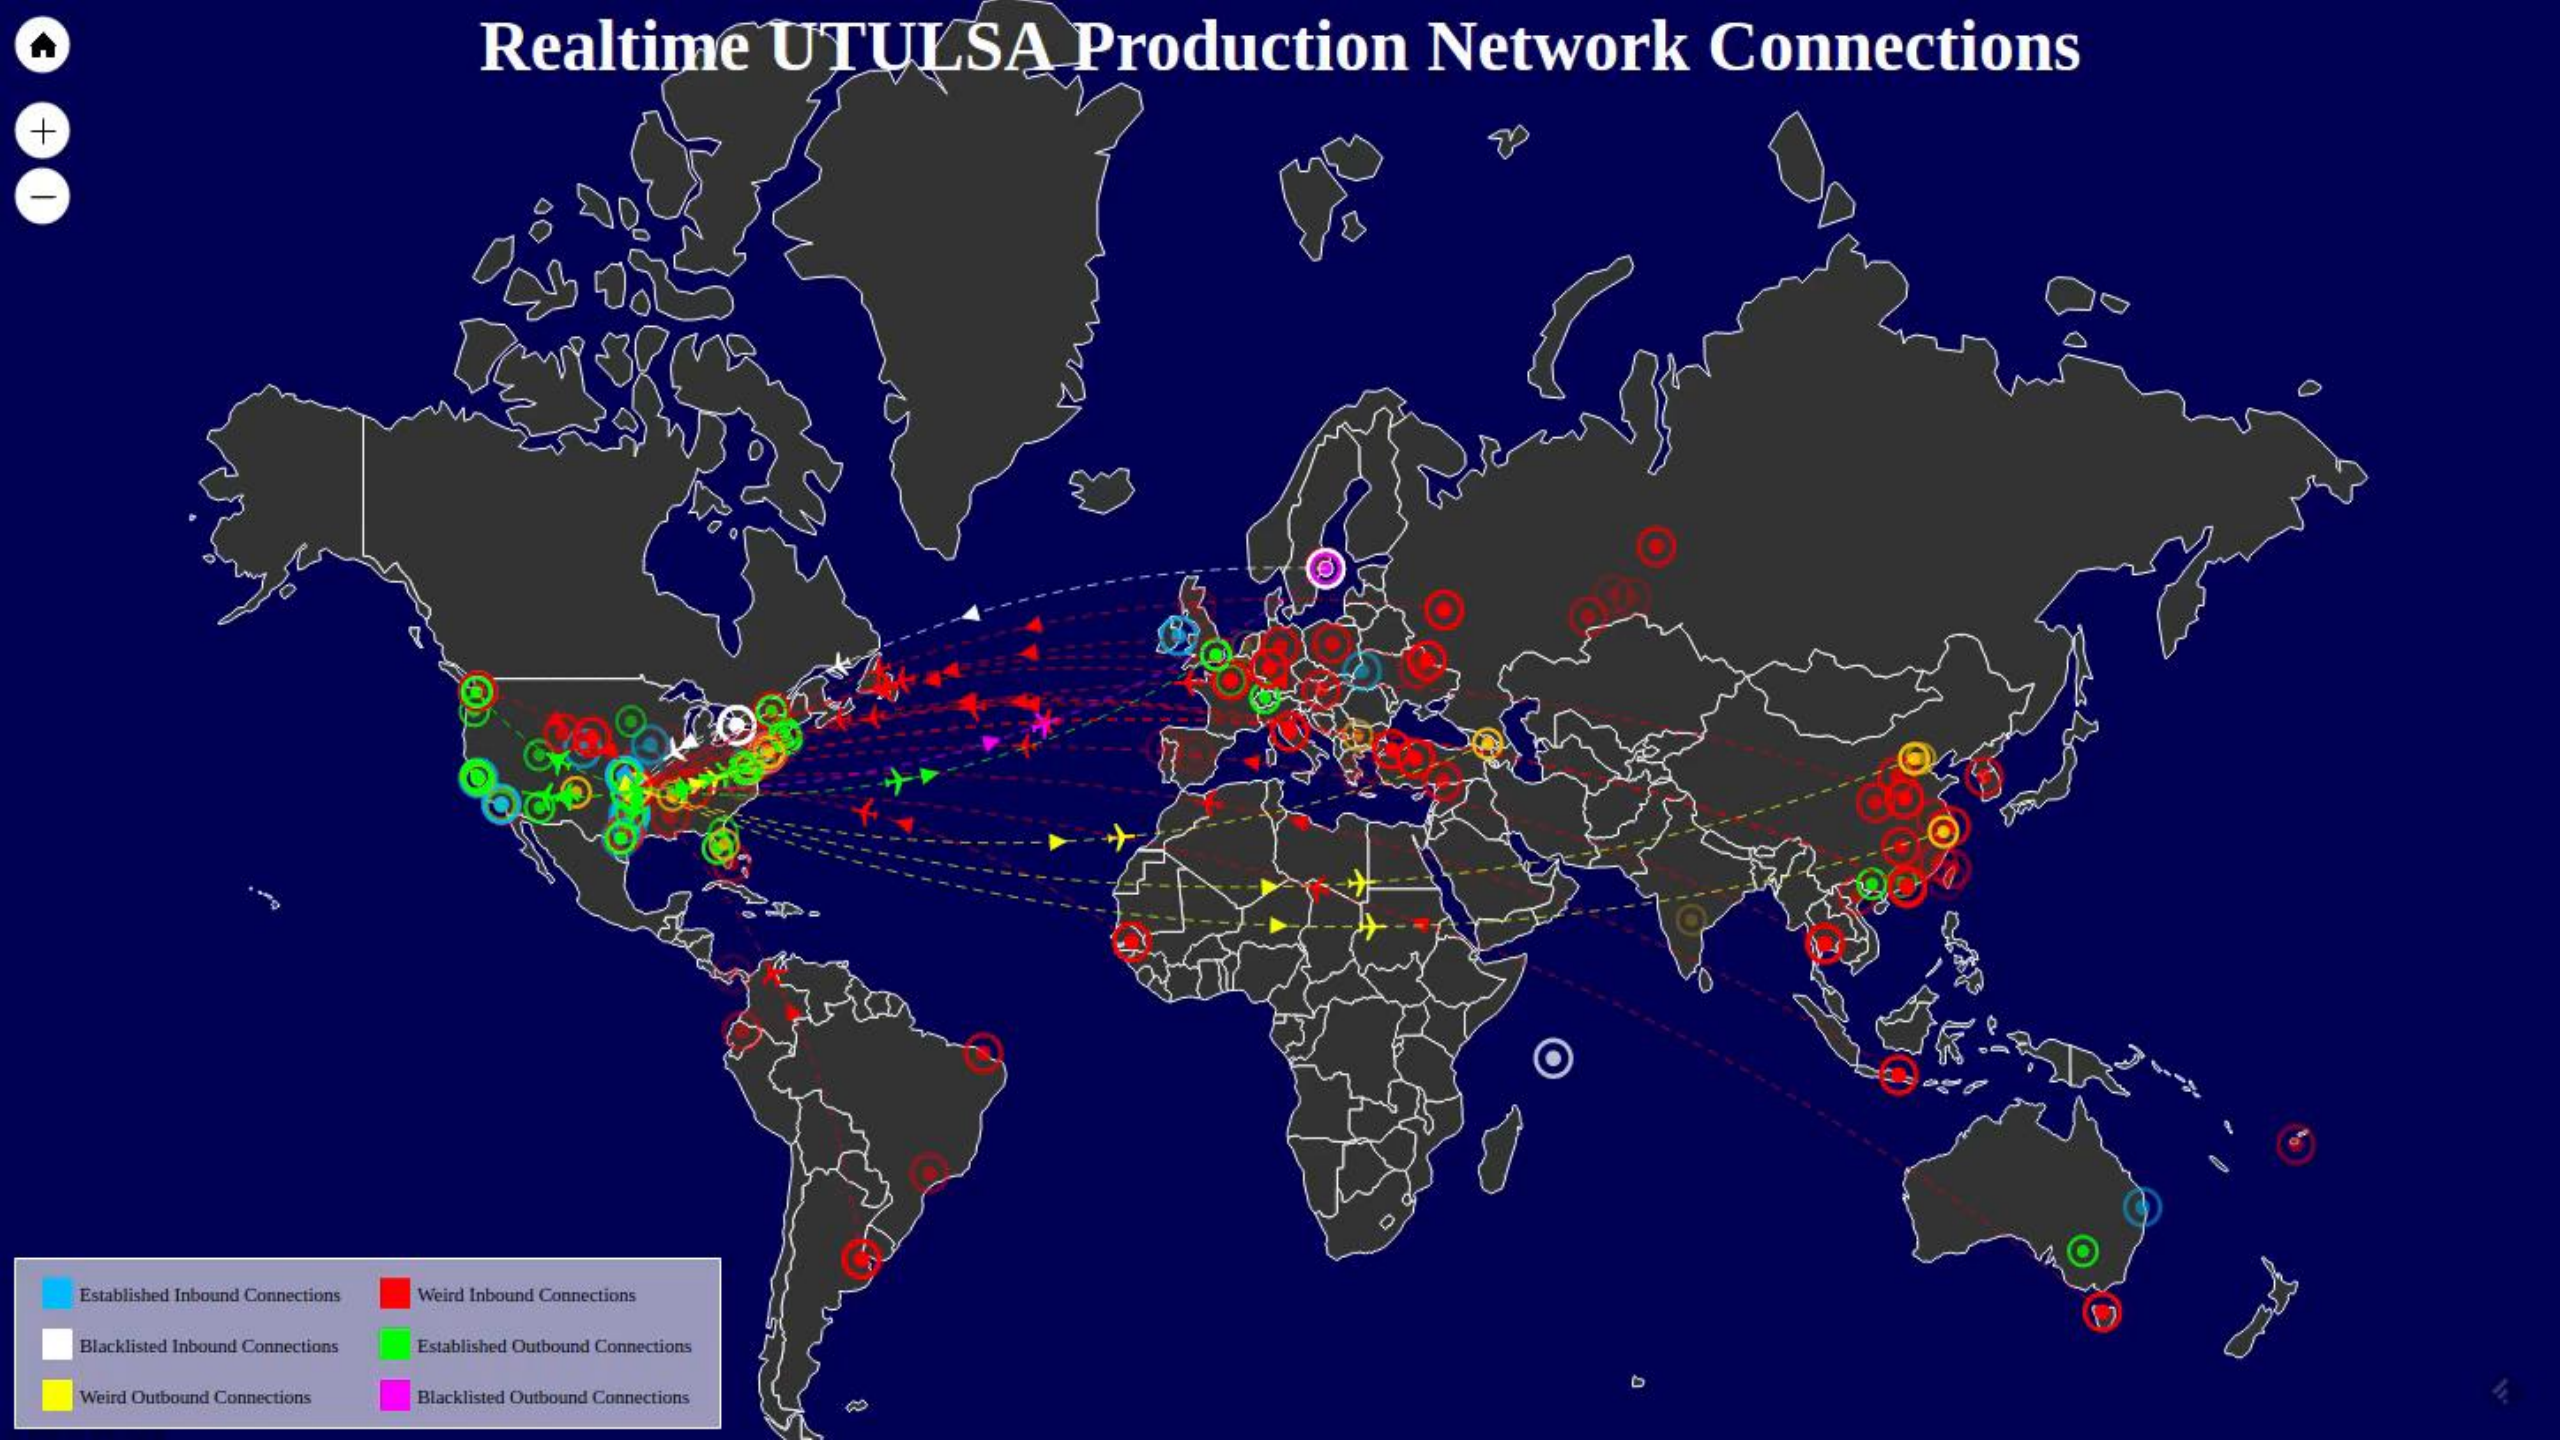 Realtime UTULSA Production Network Connections
Established Inbound Connections
Weird Inbound Connections
Blacklisted Inbound Connections
Established Outbound Connections
Weird Outbound Connections
Blacklisted Outbound Connections